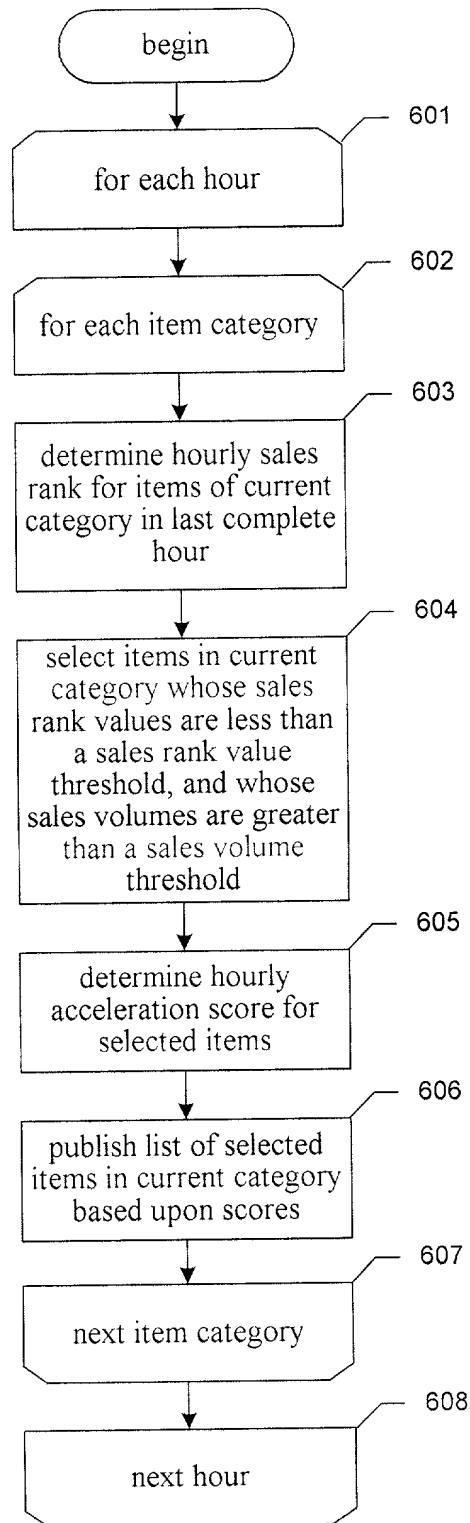 begin
601
for each hour
602
for each item category
603
determine hourly sales
rank for items of current
category in last complete
hour
604
select items in current
category whose sales
rank values are less than
a sales rank value
threshold, and whose
sales volumes are greater
than a sales volume
threshold
605
determine hourly
acceleration score for
selected items
606
publish list of selected
items in current category
based upon scores
607
next item category
608
next hour